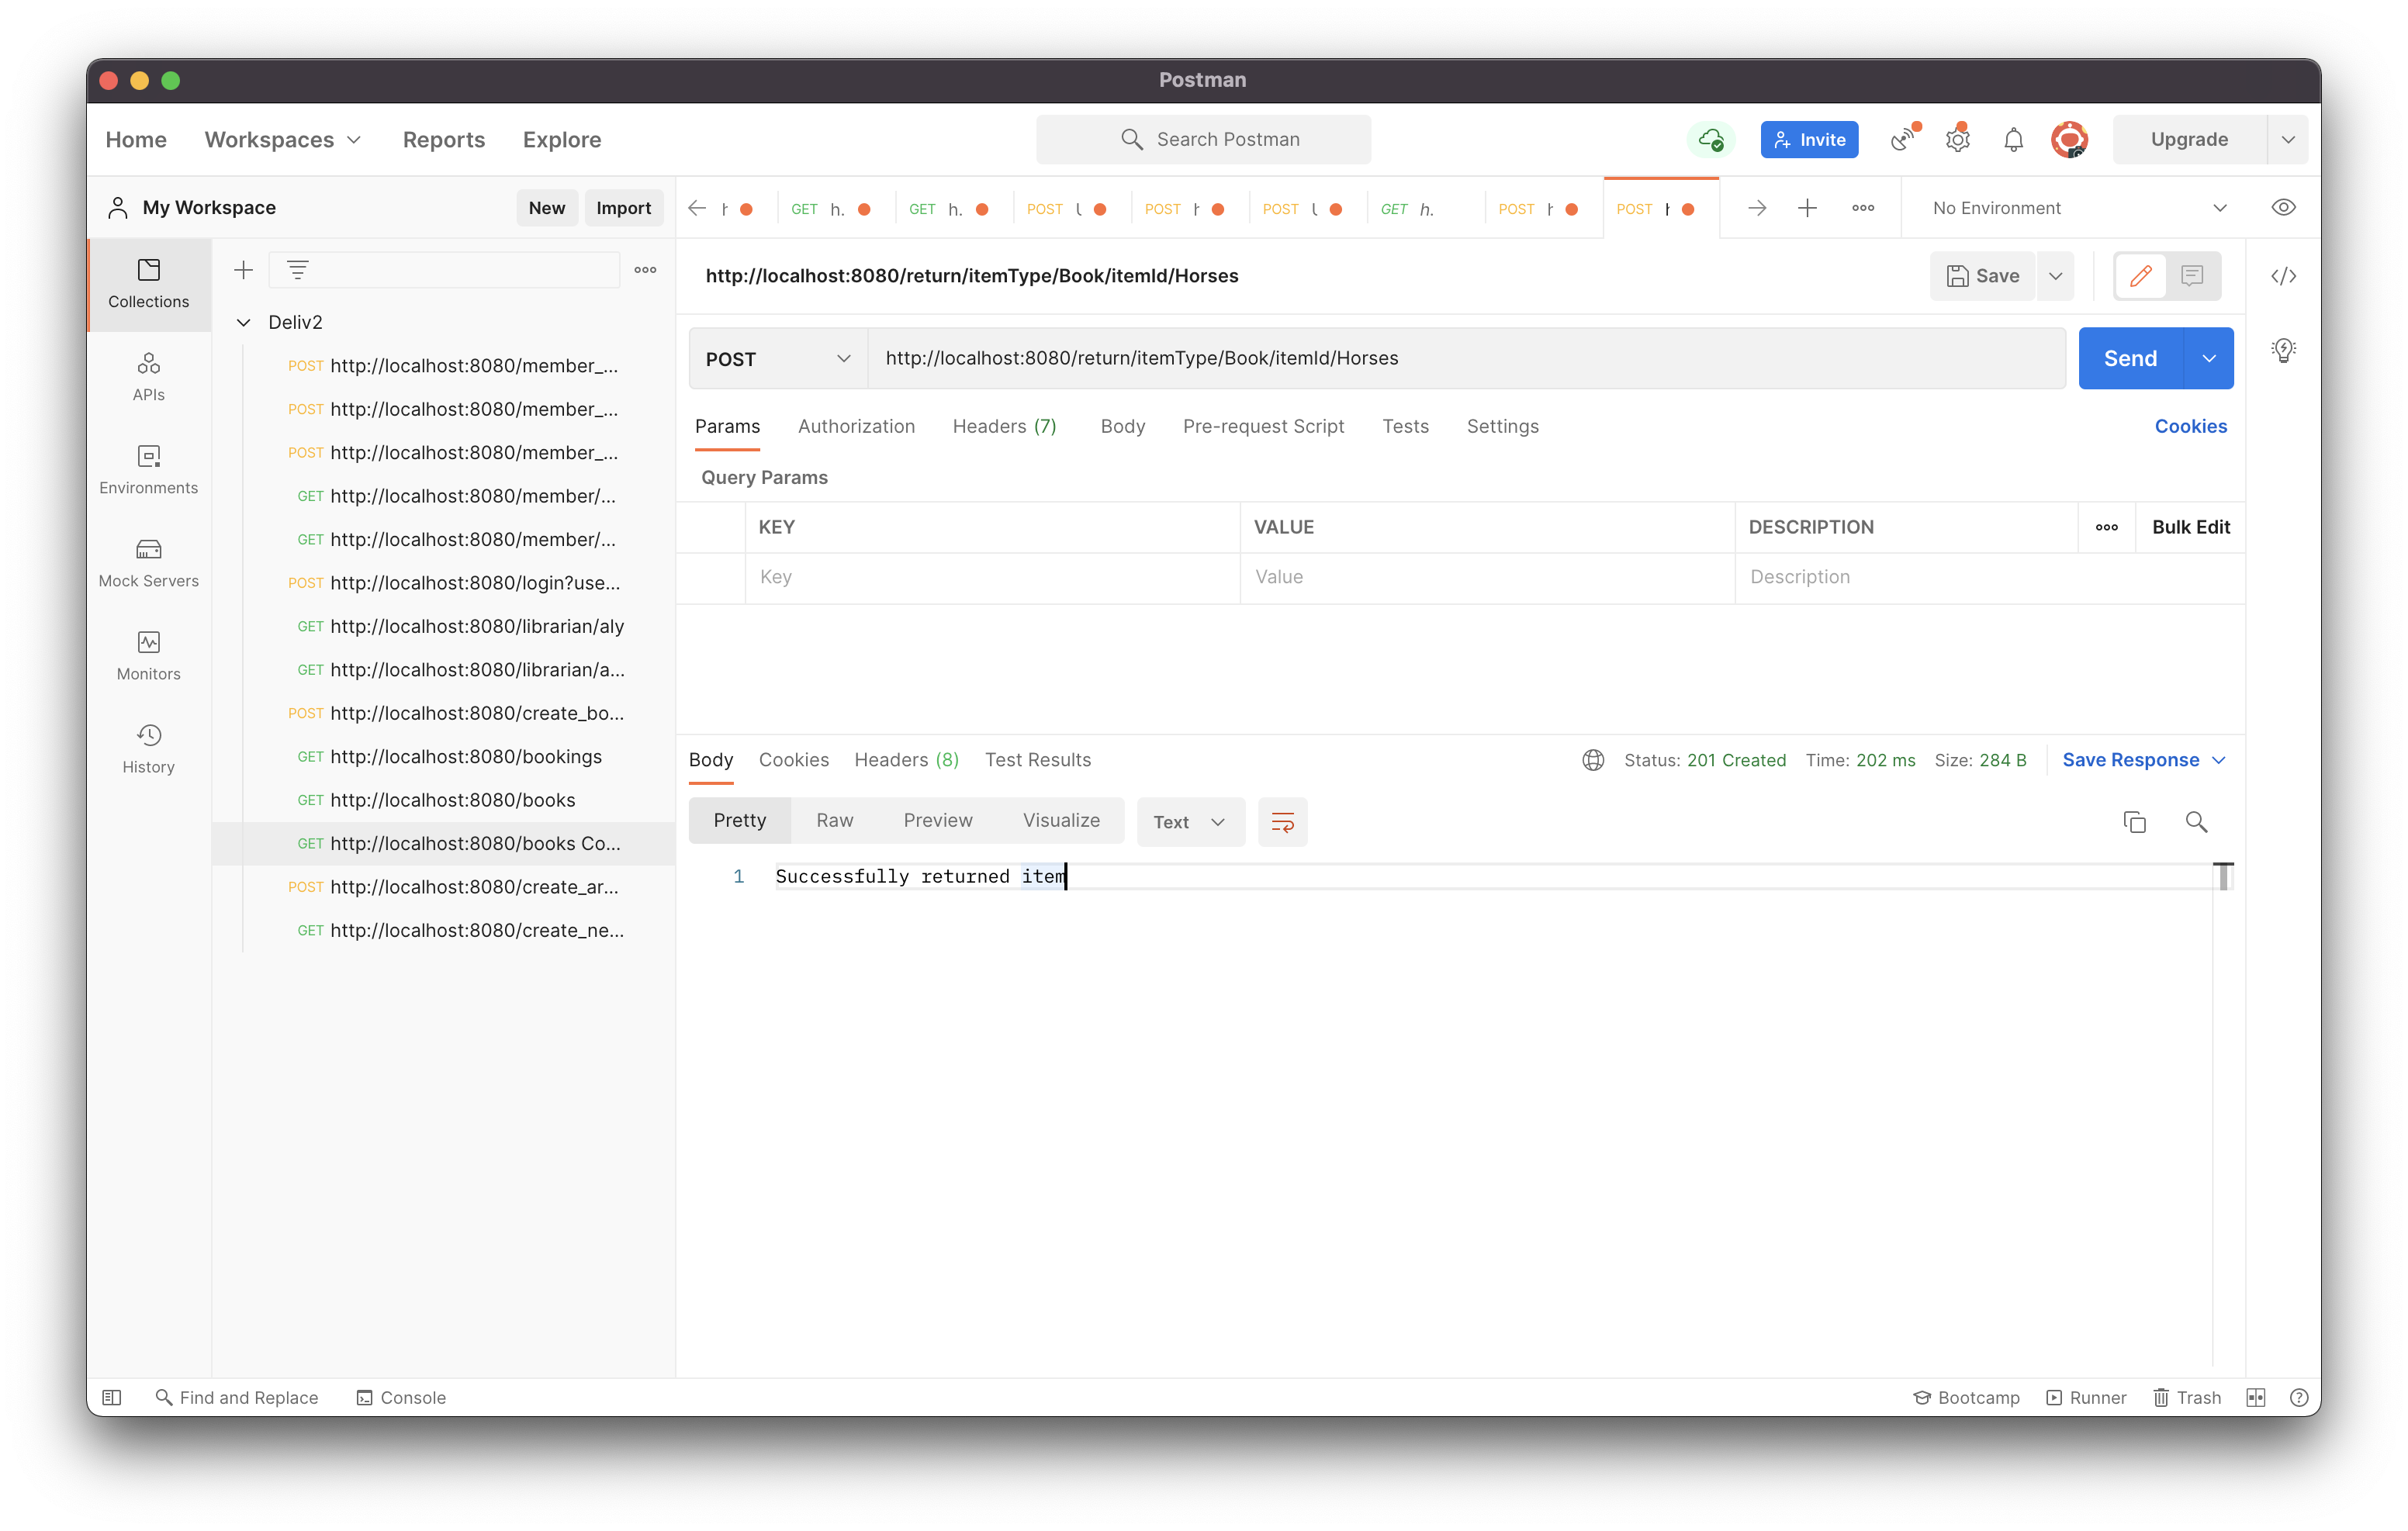 Postman
Home Workspaces Reports Explore Search Postman Invite Upgrade
My Workspace New Import GET h. GET h. POST POST POST GET h. POST POST No Environment
Collections
APIs
Environments
Mock Servers
Monitors
History
Deliv2
POST http://localhost:8080/member_...
POST http://localhost:8080/member_...
POST http://localhost:8080/member_...
GET http://localhost:8080/member/...
GET http://localhost:8080/member/...
POST http://localhost:8080/login?use...
GET http://localhost:8080/librarian/aly
GET http://localhost:8080/librarian/a...
POST http://localhost:8080/create_bo...
GET http://localhost:8080/bookings
GET http://localhost:8080/books
GET http://localhost:8080/books Co...
POST http://localhost:8080/create_ar...
GET http://localhost:8080/create_ne...
http://localhost:8080/return/itemType/Book/itemId/Horses Save
POST http://localhost:8080/return/itemType/Book/itemId/Horses Send
Params Authorization Headers (7) Body Pre-request Script Tests Settings Cookies
Query Params
KEY VALUE DESCRIPTION Bulk Edit
Key Value Description
Body Cookies Headers (8) Test Results Status: 201 Created Time: 202 ms Size: 284 B Save Response
Pretty Raw Preview Visualize Text
1 Successfully returned item
Find and Replace Console Bootcamp Runner Trash